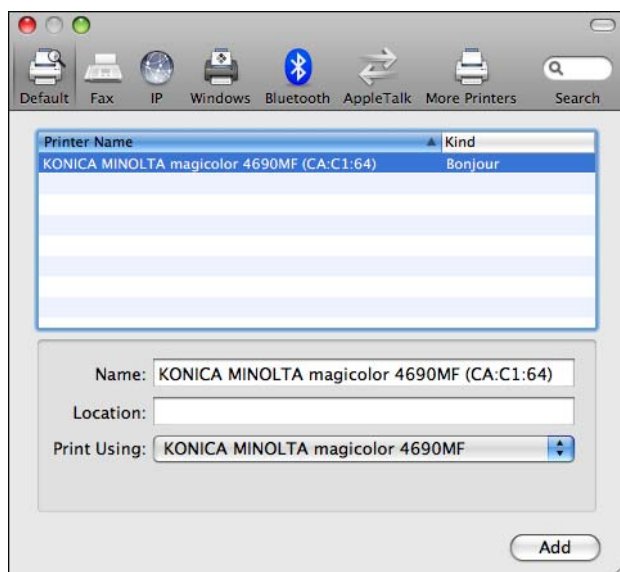 Default Fax IP Windows Bluetooth AppleTalk More Printers Search
Printer Name Kind
KONICA MINOLTA magicolor 4690MF (CA:C1:64) Bonjour
Name: KONICA MINOLTA magicolor 4690MF (CA:C1:64)
Location:
Print Using: KONICA MINOLTA magicolor 4690MF
Add